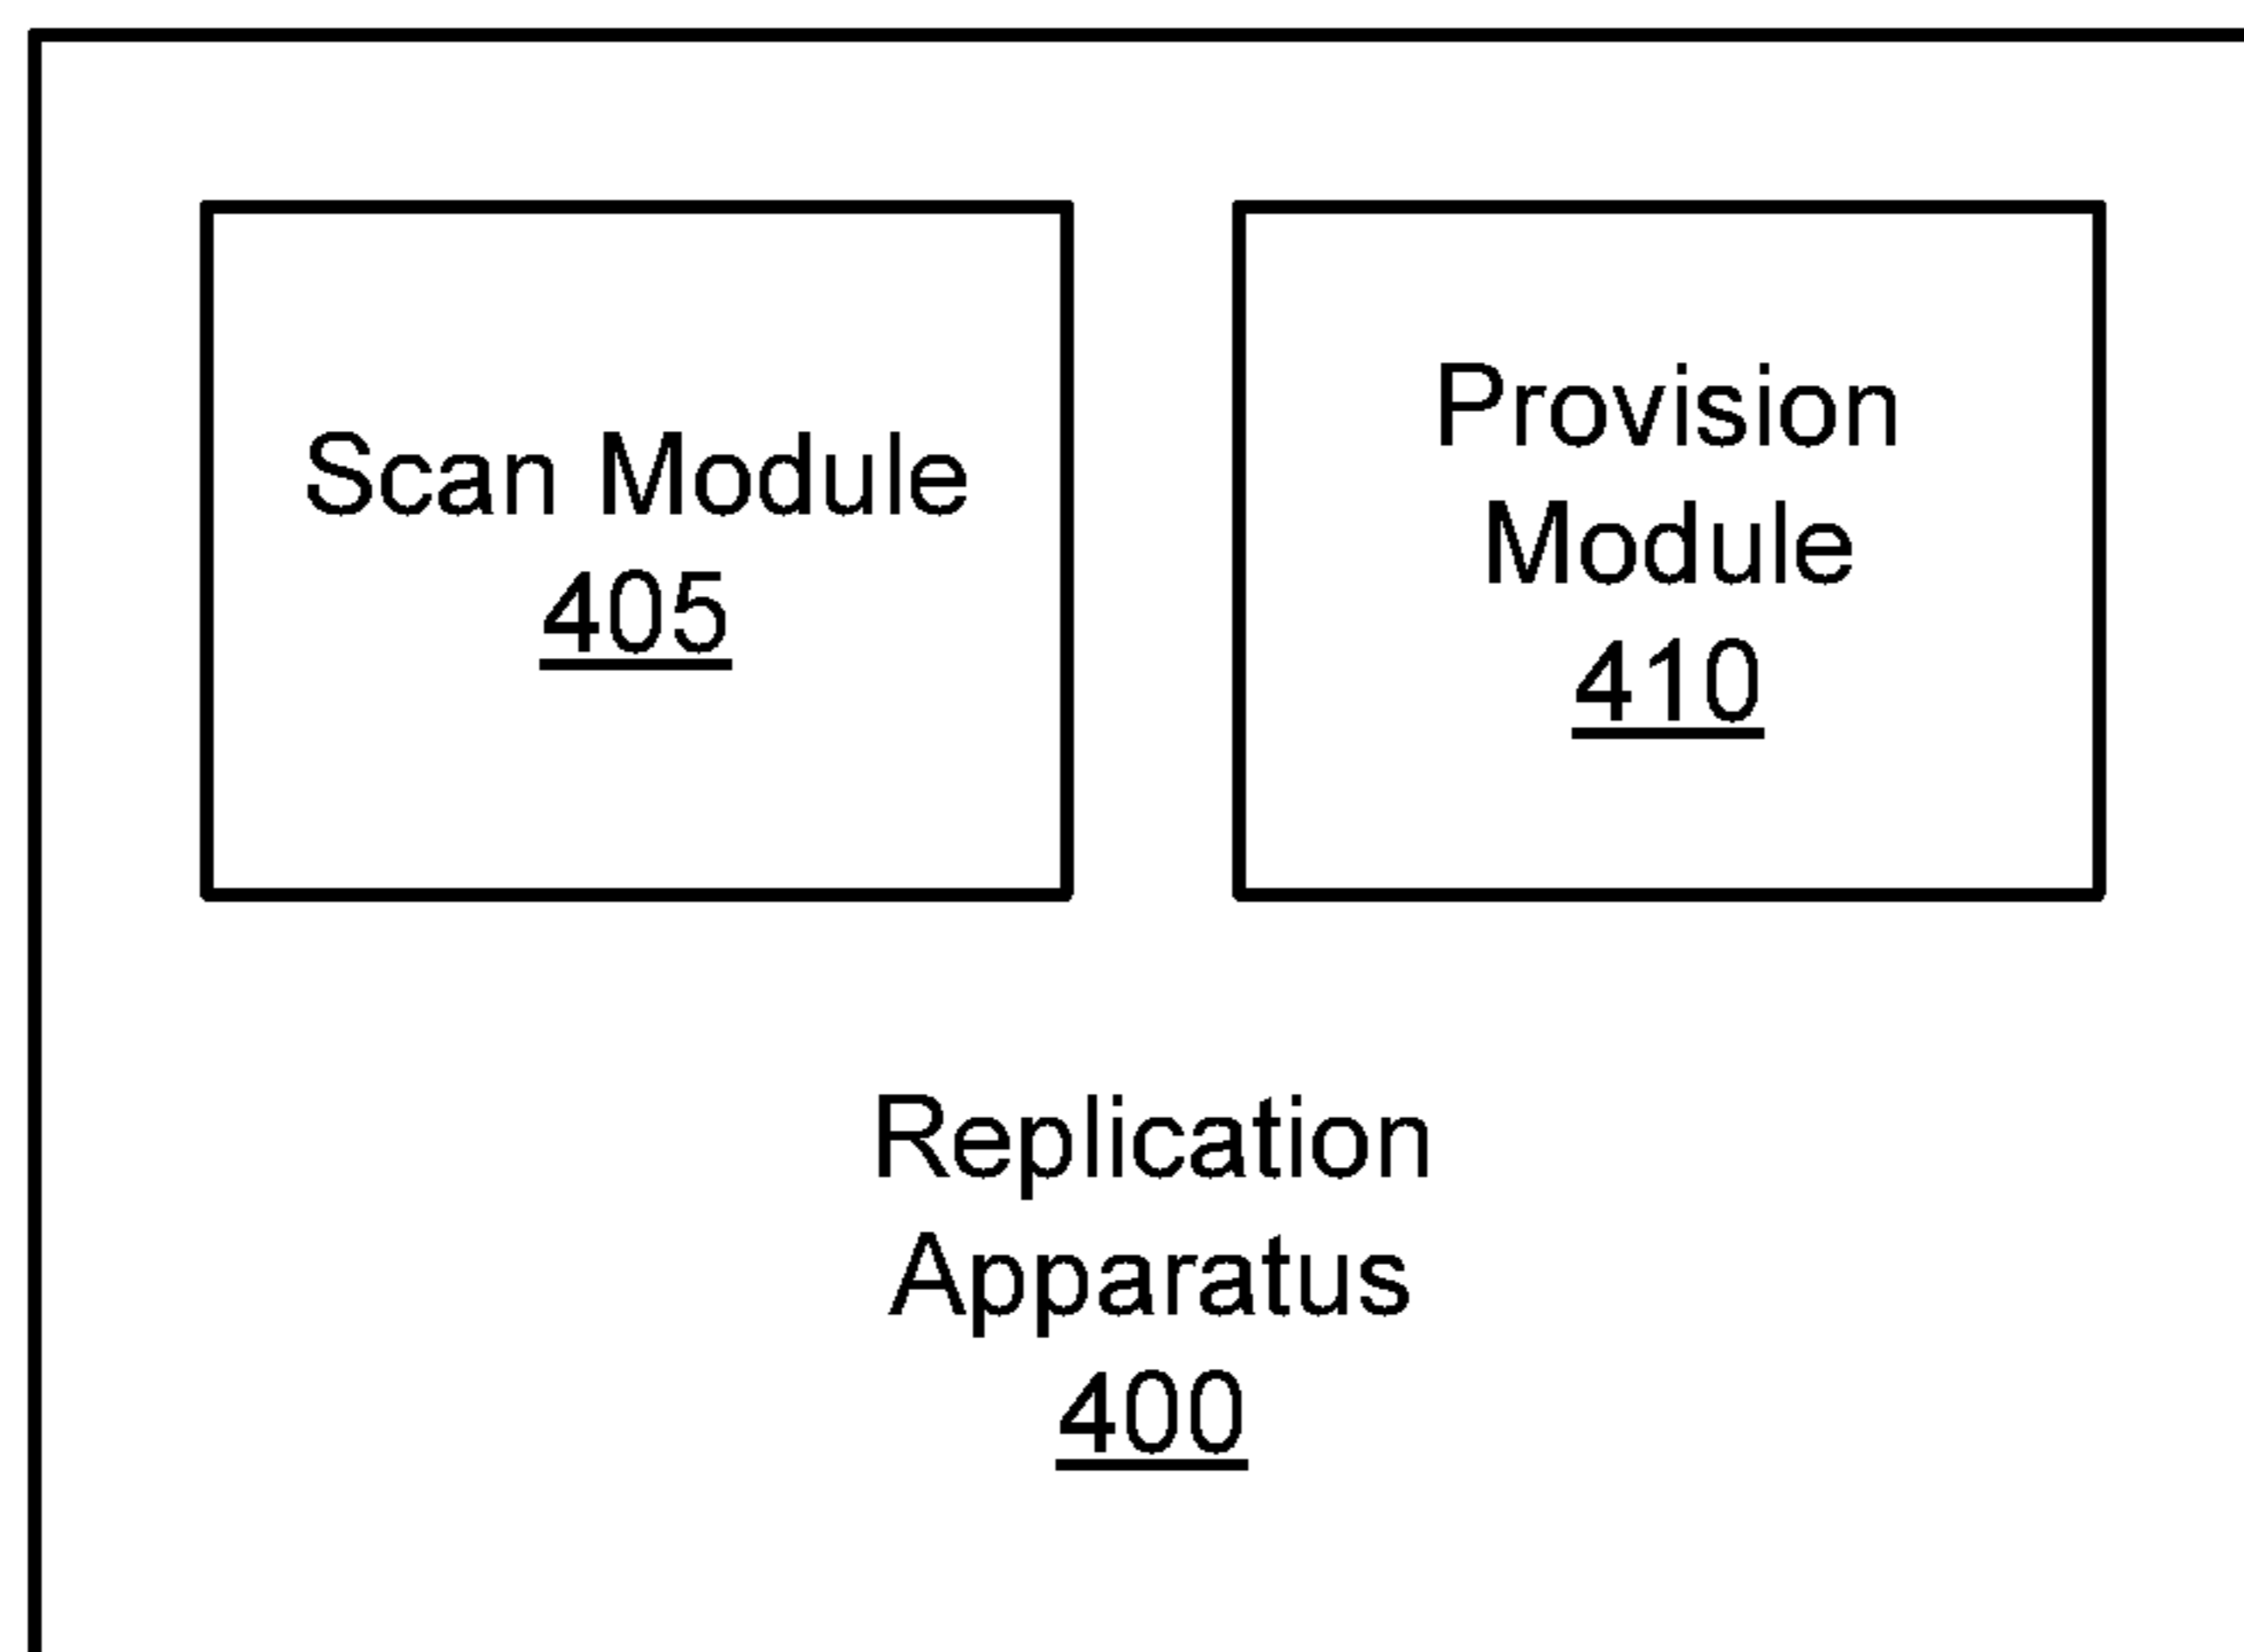 Scan Module
405
Provision
Module
410
Replication
Apparatus
400